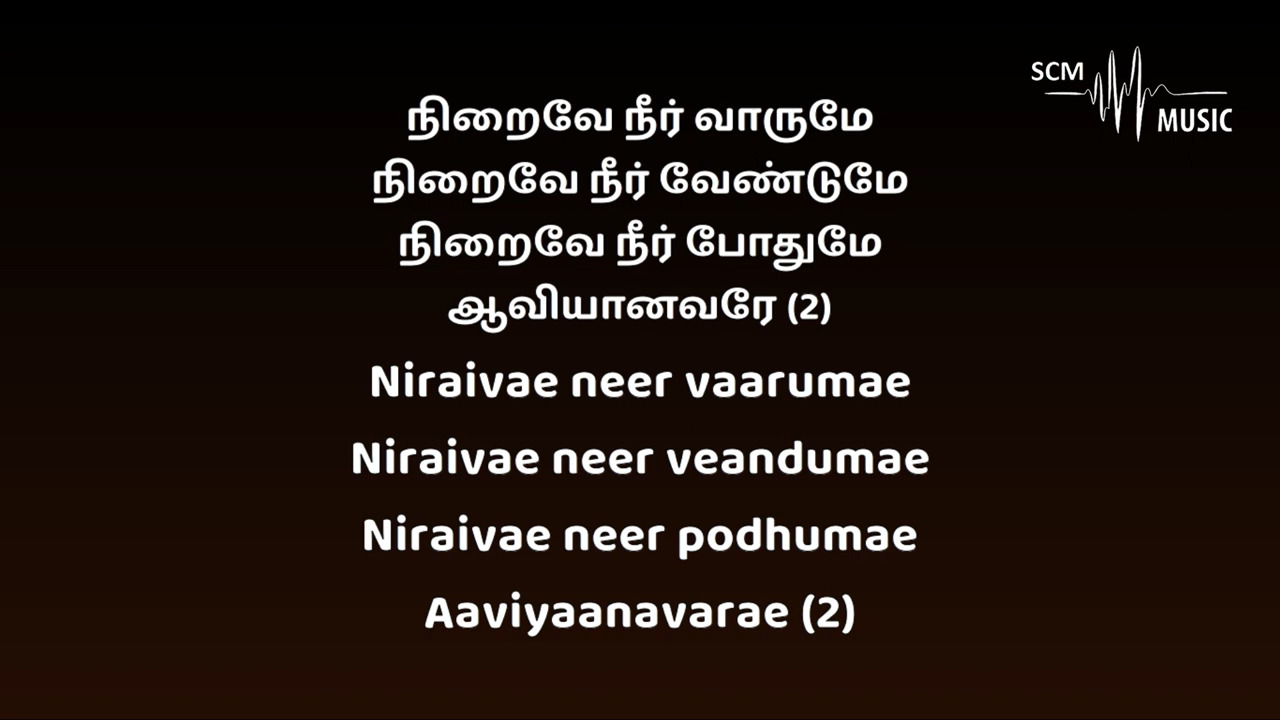 SCM
MUSIC
நிறைவே நீர் வாருமே
நிறைவே நீர் வேண்டுமே
நிறைவே நீர் போதுமே
ஆவியானவரே (2)
Niraivae neer vaarumae
Niraivae neer veandumae
Niraivae neer podhumae
Aaviyaanavarae (2)